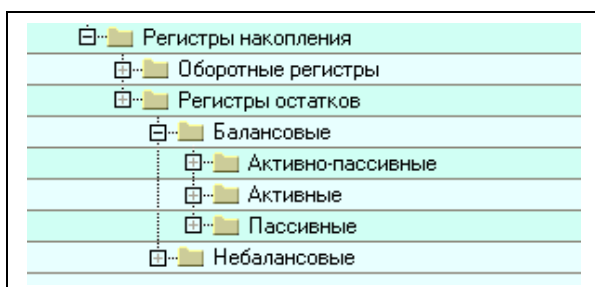 Регистры накопления
Оборотные регистры
Регистры остатков
Балансовые
Активно-пассивные
Активные
Пассивные
Небалансовые